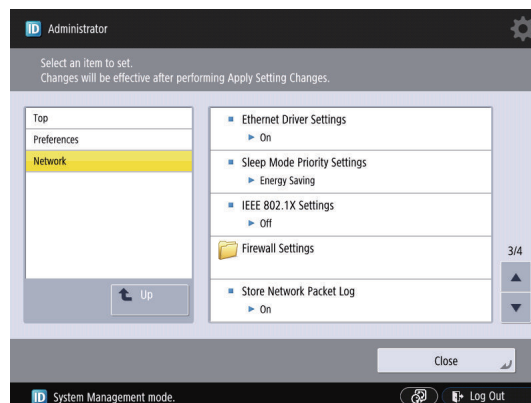 ID Administrator
Select an item to set.
Changes will be effective after performing Apply Setting Changes.
Top
Preferences
Network
Up
Ethernet Driver Settings
On
Sleep Mode Priority Settings
Energy Saving
IEEE 802.1X Settings
Off
Firewall Settings
Store Network Packet Log
On
3/4
Close
ID System Management mode.
Log Out